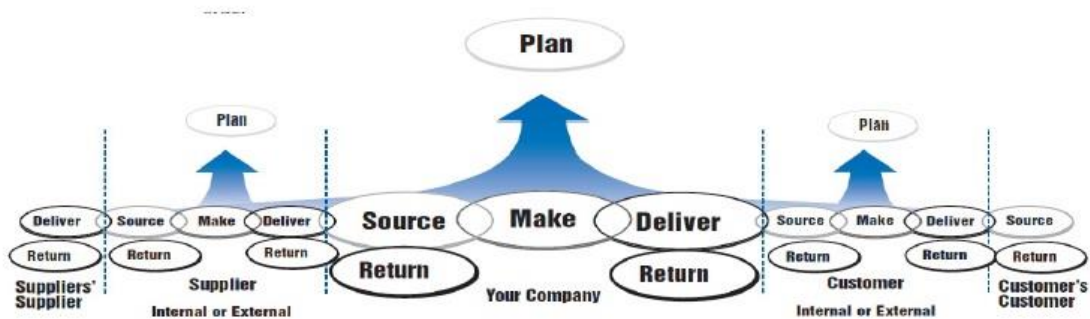 Plan
Plan
Plan
Deliver Source Make Deliver Source Make Deliver Source Make Deliver Source
Return Return Return Return Return Return Return Return
Suppliers' Supplier Your Company Customer Customer's
Supplier Customer
Internal or External Internal or External